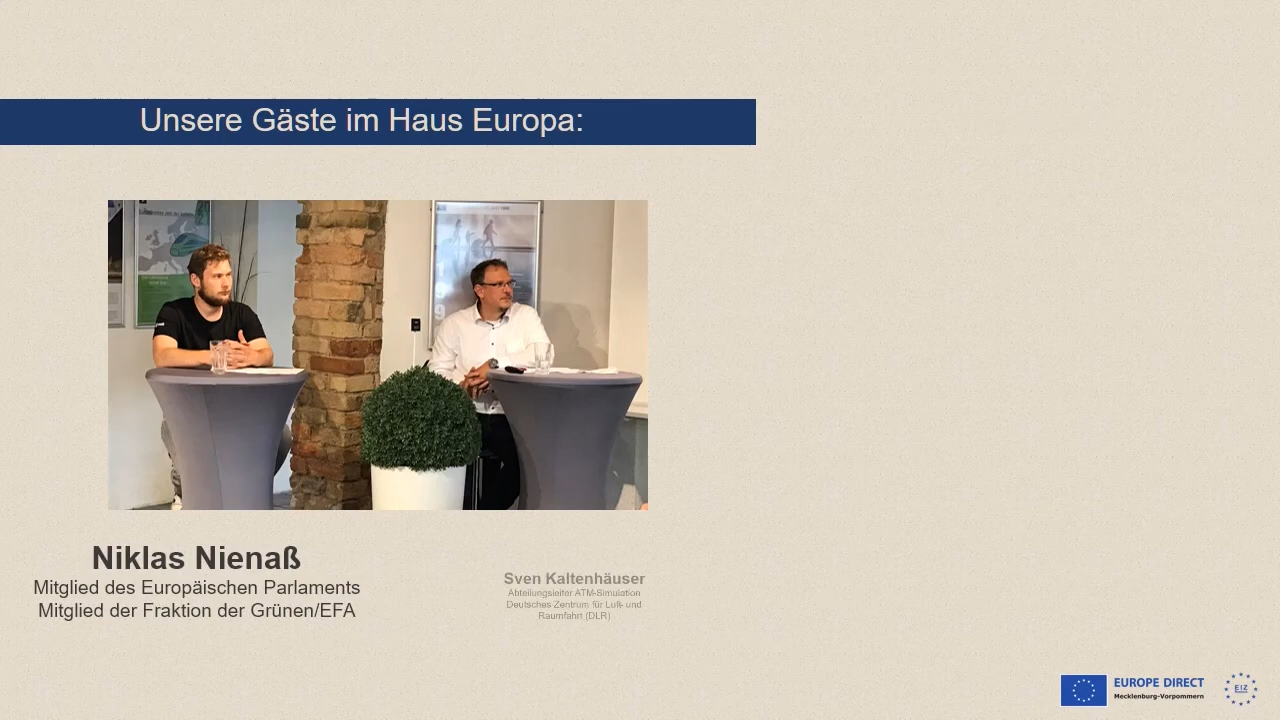 Unsere Gäste im Haus Europa:
Niklas Nienaß
Mitglied des Europäischen Parlaments
Mitglied der Fraktion der Grünen/EFA
Sven Kaltenhäuser
Abteilungsleiter ATM-Simulation
Deutsches Zentrum für Luft- und
Raumfahrt (DLR)
EUROPE DIRECT
Mecklenburg-Vorpommern
EIZ